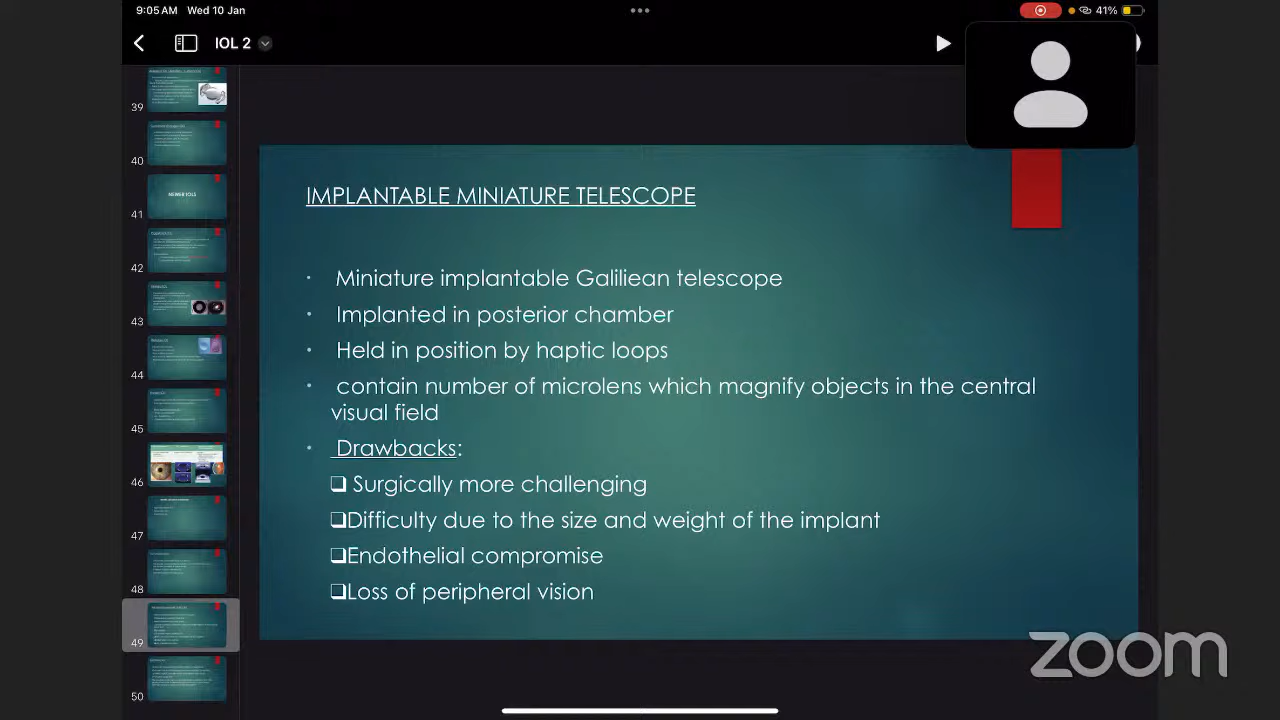 9:05 AM Wed 10 Jan
41%
IOL 2
39
40
41
NEWER IOLS
42
43
44
45
46
47
48
49
50
IMPLANTABLE MINIATURE TELESCOPE
• Miniature implantable Galiliean telescope
• Implanted in posterior chamber
• Held in position by haptic loops
• contain number of microlens which magnify objects in the central
visual field
• Drawbacks:
❑ Surgically more challenging
❑Difficulty due to the size and weight of the implant
❑Endothelial compromise
❑Loss of peripheral vision
zoom